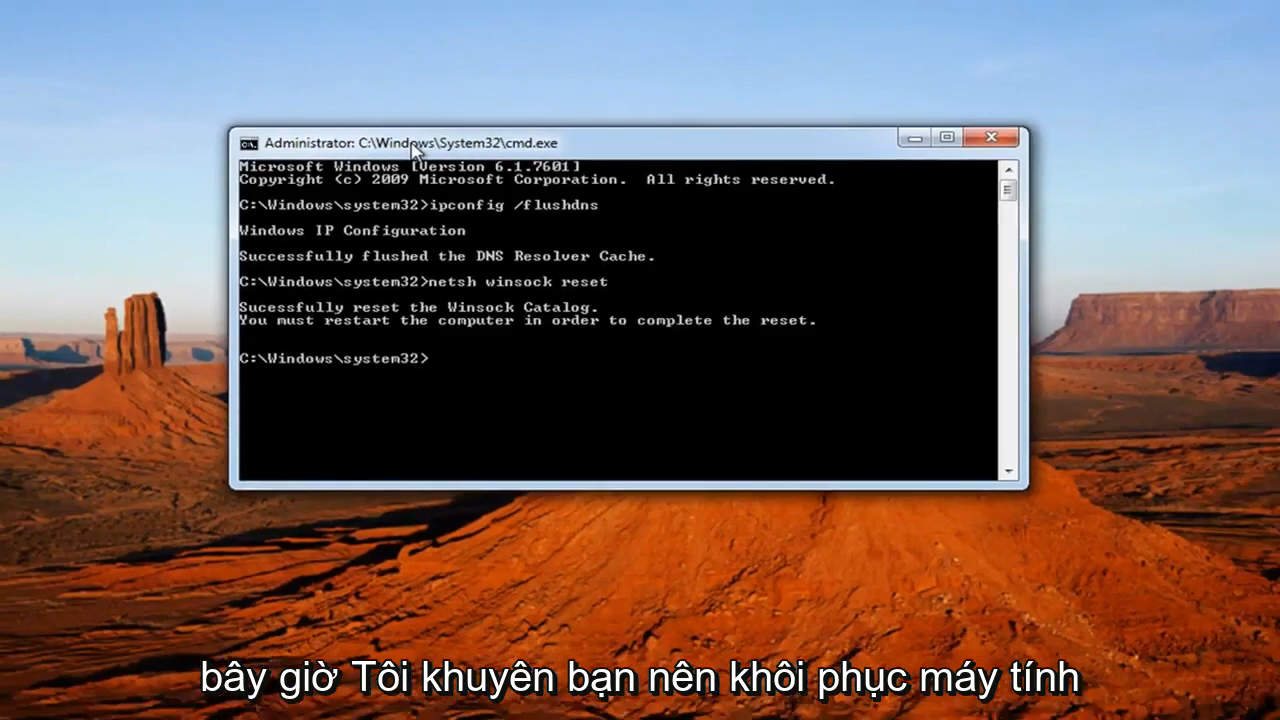 Administrator: C:\Windows\System32\cmd.exe
Microsoft Windows [Version 6.1.7601]
Copyright (c) 2009 Microsoft Corporation.  All rights reserved.
C:\Windows\system32>ipconfig /flushdns
Windows IP Configuration
Successfully flushed the DNS Resolver Cache.
C:\Windows\system32>netsh winsock reset
Sucessfully reset the Winsock Catalog.
You must restart the computer in order to complete the reset.
C:\Windows\system32>
bây giờ Tôi khuyên bạn nên khôi phục máy tính